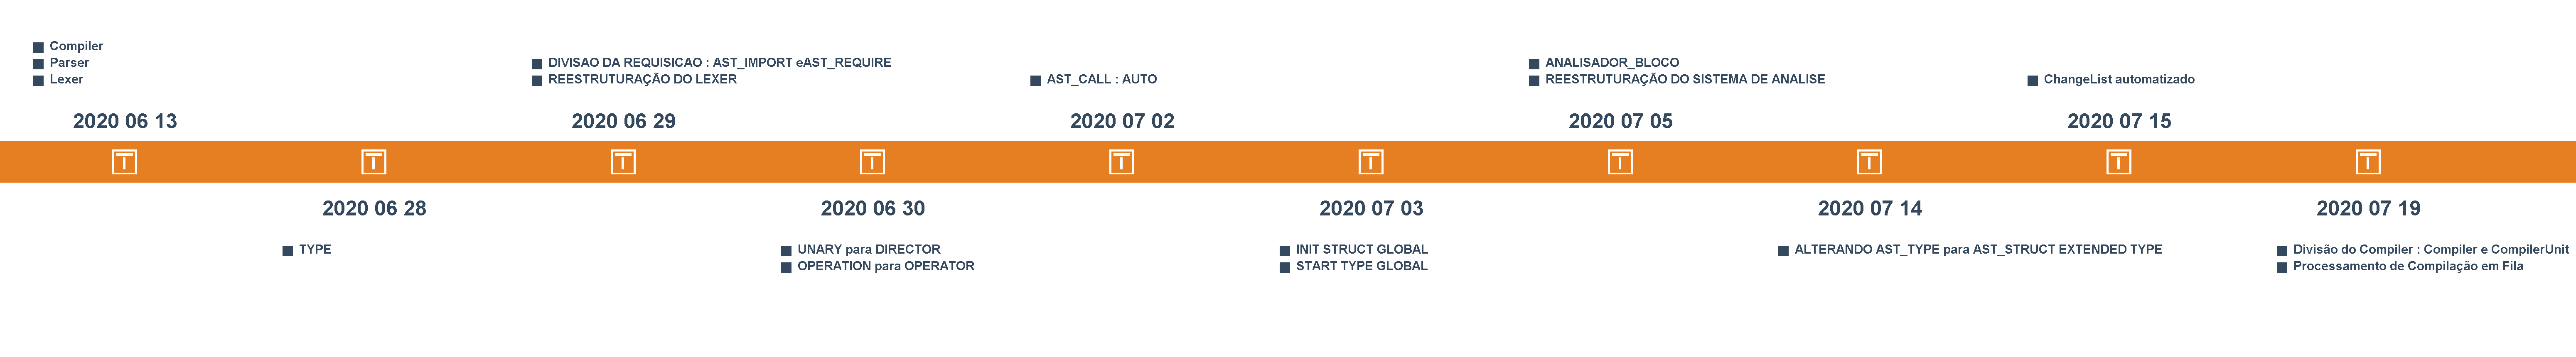 Compiler
Parser
Lexer
2020 06 13
2020 06 28
TYPE
DIVISAO DA REQUISICAO : AST_IMPORT eAST_REQUIRE
REESTRUTURAÇÃO DO LEXER
2020 06 29
2020 06 30
UNARY para DIRECTOR
OPERATION para OPERATOR
AST_CALL : AUTO
2020 07 02
2020 07 03
INIT STRUCT GLOBAL
START TYPE GLOBAL
ANALISADOR_BLOCO
REESTRUTURAÇÃO DO SISTEMA DE ANALISE
2020 07 05
2020 07 14
ALTERANDO AST_TYPE para AST_STRUCT EXTENDED TYPE
ChangeList automatizado
2020 07 15
2020 07 19
Divisão do Compiler : Compiler e CompilerUnit
Processamento de Compilação em Fila